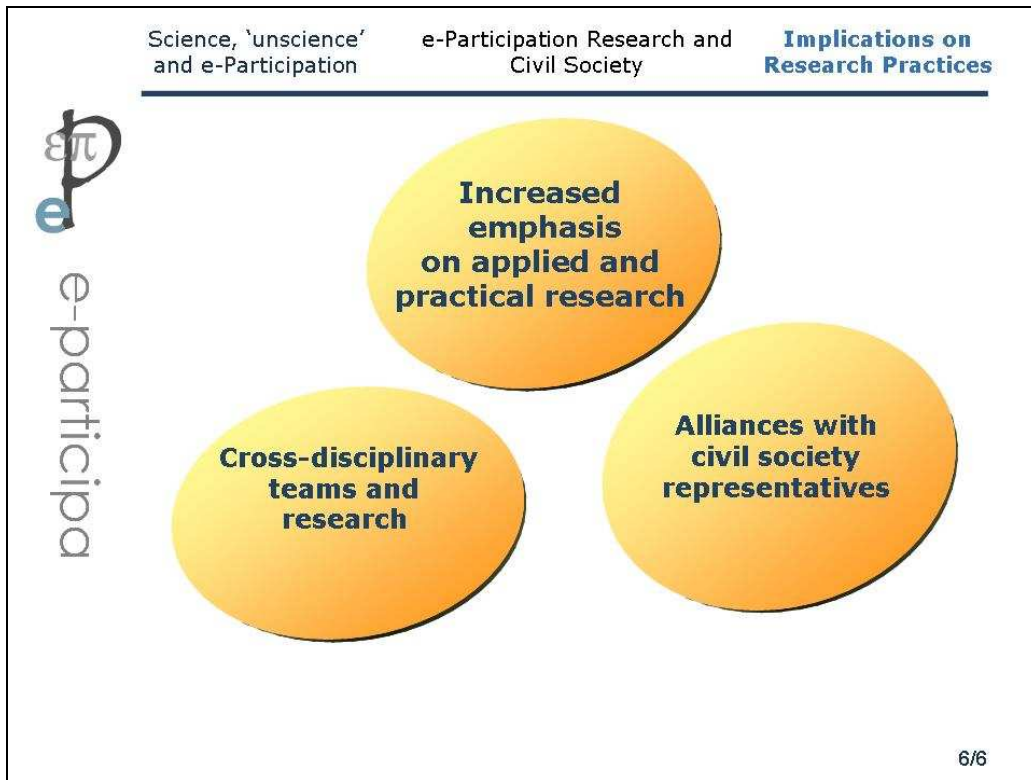 Science, ‘unscience’
and e-Participation
e-Participation Research and
Civil Society
Implications on
Research Practices
επ
e
e-participa
Increased
emphasis
on applied and
practical research
Cross-disciplinary
teams and
research
Alliances with
civil society
representatives
6/6